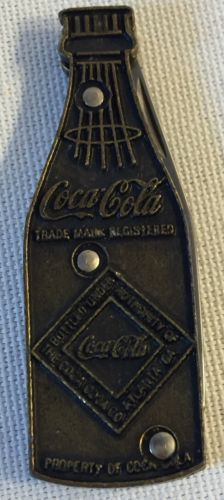 Coca-Cola
TRADE MARK REGISTERED
BOTTLED UNDER
AUTHORITY OF
Coca-Cola
THE COCA COLA CO.
ATLANTA, GA.
PROPERTY OF COCA COLA